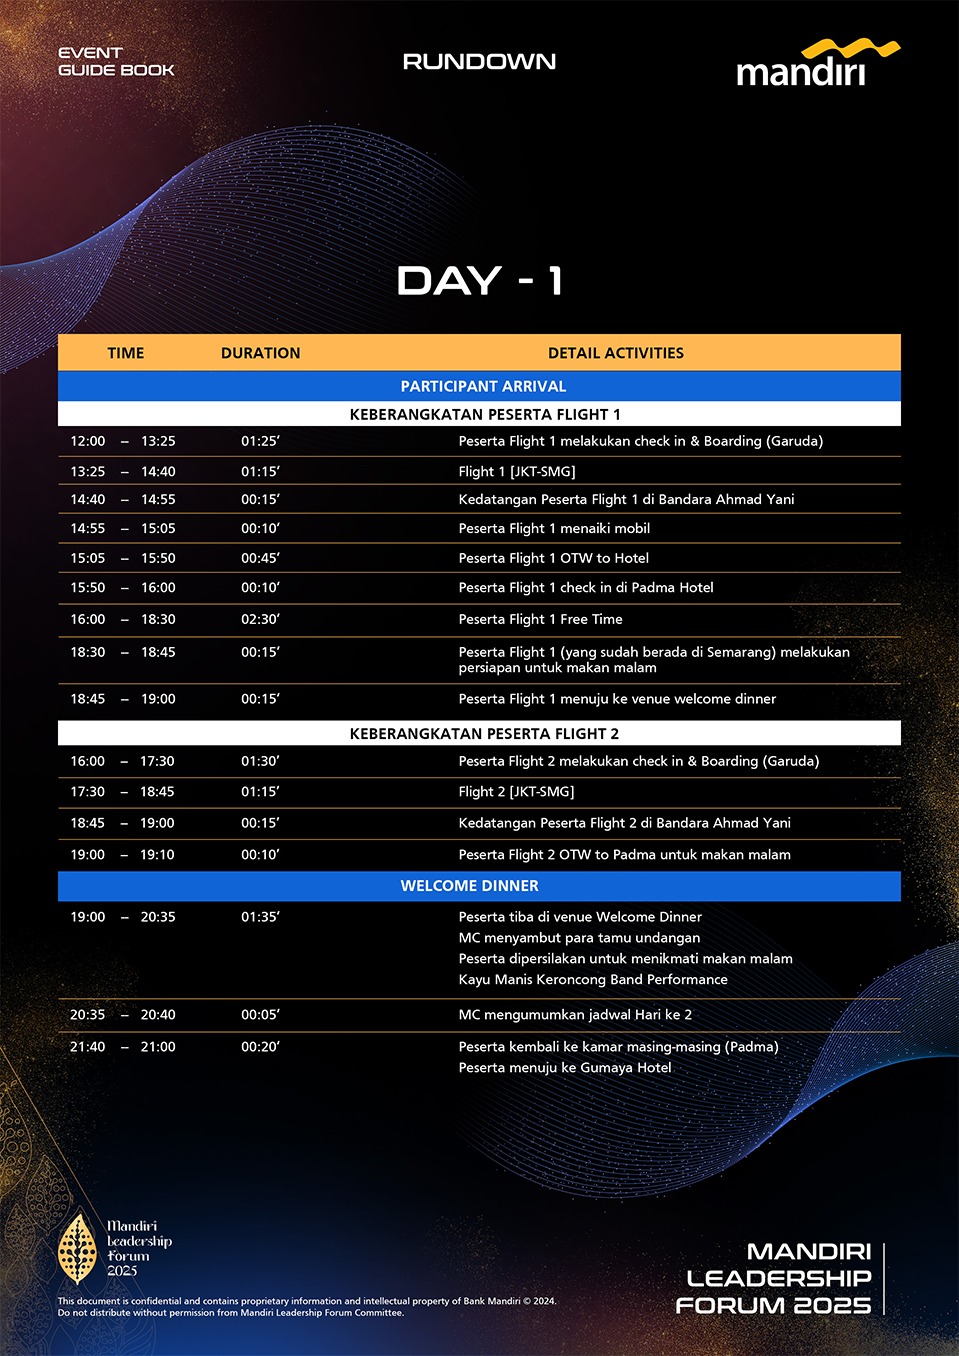 EVENT
GUIDE BOOK
RUNDOWN
mandırı
DAY - 1
TIME DURATION DETAIL ACTIVITIES
PARTICIPANT ARRIVAL
KEBERANGKATAN PESERTA FLIGHT 1
12:00 – 13:25 01:25’ Peserta Flight 1 melakukan check in & Boarding (Garuda)
13:25 – 14:40 01:15’ Flight 1 [JKT-SMG]
14:40 – 14:55 00:15’ Kedatangan Peserta Flight 1 di Bandara Ahmad Yani
14:55 – 15:05 00:10’ Peserta Flight 1 menaiki mobil
15:05 – 15:50 00:45’ Peserta Flight 1 OTW to Hotel
15:50 – 16:00 00:10’ Peserta Flight 1 check in di Padma Hotel
16:00 – 18:30 02:30’ Peserta Flight 1 Free Time
18:30 – 18:45 00:15’ Peserta Flight 1 (yang sudah berada di Semarang) melakukan
persiapan untuk makan malam
18:45 – 19:00 00:15’ Peserta Flight 1 menuju ke venue welcome dinner
KEBERANGKATAN PESERTA FLIGHT 2
16:00 – 17:30 01:30’ Peserta Flight 2 melakukan check in & Boarding (Garuda)
17:30 – 18:45 01:15’ Flight 2 [JKT-SMG]
18:45 – 19:00 00:15’ Kedatangan Peserta Flight 2 di Bandara Ahmad Yani
19:00 – 19:10 00:10’ Peserta Flight 2 OTW to Padma untuk makan malam
WELCOME DINNER
19:00 – 20:35 01:35’ Peserta tiba di venue Welcome Dinner
MC menyambut para tamu undangan
Peserta dipersilakan untuk menikmati makan malam
Kayu Manis Keroncong Band Performance
20:35 – 20:40 00:05’ MC mengumumkan jadwal Hari ke 2
21:40 – 21:00 00:20’ Peserta kembali ke kamar masing-masing (Padma)
Peserta menuju ke Gumaya Hotel
Mandiri
Leadership
Forum
2025
This document is confidential and contains proprietary information and intellectual property of Bank Mandiri © 2024.
Do not distribute without permission from Mandiri Leadership Forum Committee.
MANDIRI
LEADERSHIP
FORUM 2025